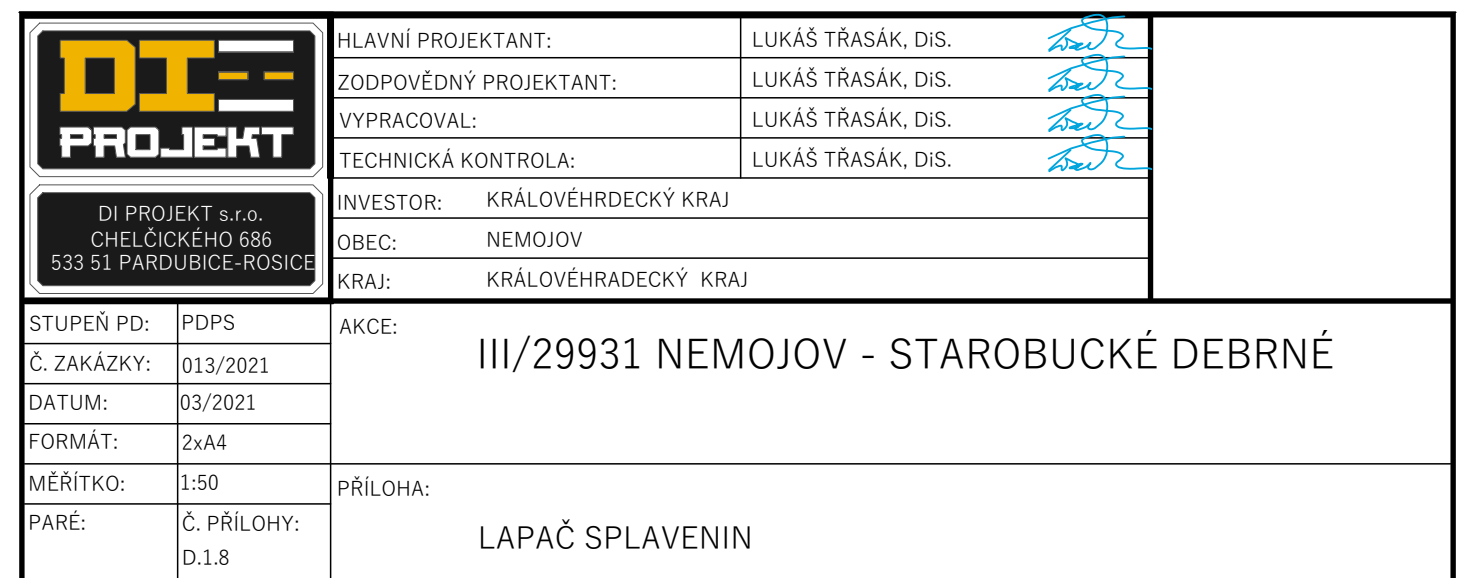 DI
PROJEKT
DI PROJEKT s.r.o.
CHELČICKÉHO 686
533 51 PARDUBICE-ROSICE
HLAVNÍ PROJEKTANT: LUKÁŠ TŘASÁK, DiS.
ZODPOVĚDNÝ PROJEKTANT: LUKÁŠ TŘASÁK, DiS.
VYPRACOVAL: LUKÁŠ TŘASÁK, DiS.
TECHNICKÁ KONTROLA: LUKÁŠ TŘASÁK, DiS.
INVESTOR: KRÁLOVÉHRDECKÝ KRAJ
OBEC: NEMOJOV
KRAJ: KRÁLOVÉHRADECKÝ KRAJ
STUPEŇ PD: PDPS
Č. ZAKÁZKY: 013/2021
DATUM: 03/2021
FORMÁT: 2xA4
MĚŘÍTKO: 1:50
PARÉ: Č. PŘÍLOHY:
D.1.8
AKCE:
III/29931 NEMOJOV - STAROBUCKÉ DEBRNÉ
PŘÍLOHA:
LAPAČ SPLAVENIN